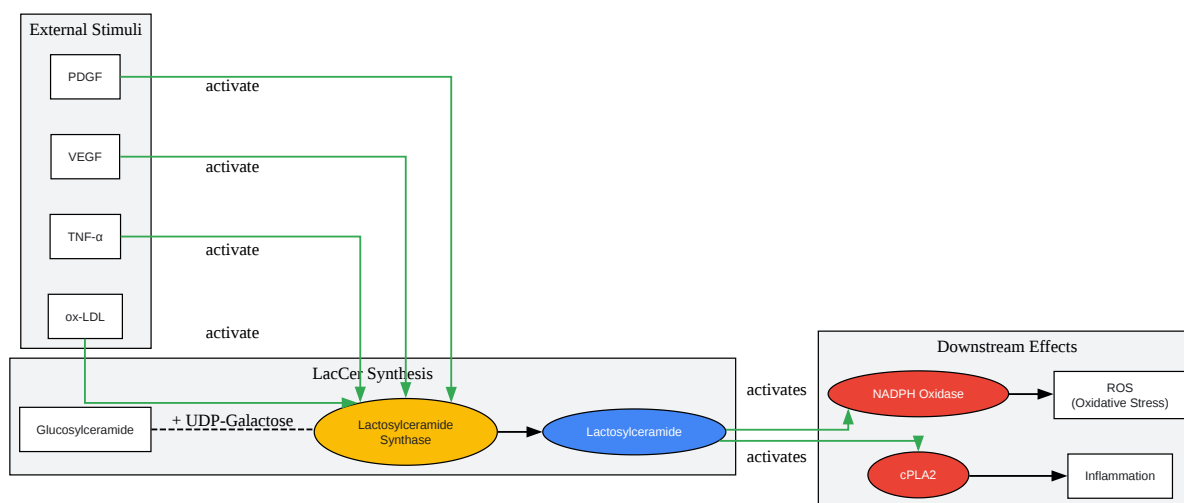 External Stimuli
PDGF
activate
VEGF
activate
TNF-α
activate
ox-LDL
activate
LacCer Synthesis
Glucosylceramide
+ UDP-Galactose
Lactosylceramide
Synthase
Lactosylceramide
activates
activates
Downstream Effects
NADPH Oxidase
ROS
(Oxidative Stress)
cPLA2
Inflammation